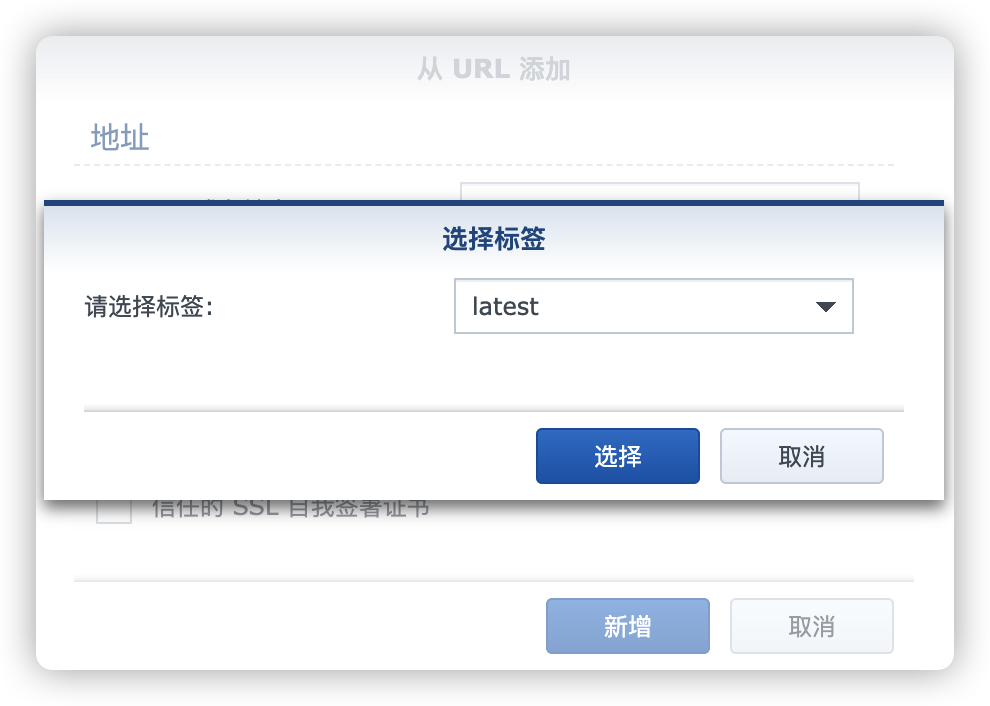 从 URL 添加
地址
选择标签
请选择标签:
latest
选择
取消
信任的 SSL 自我签署证书
新增
取消